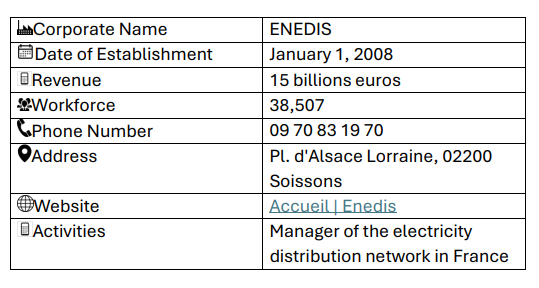 Corporate Name ENEDIS
Date of Establishment January 1, 2008
Revenue 15 billions euros
Workforce 38,507
Phone Number 09 70 83 19 70
Address Pl. d'Alsace Lorraine, 02200
Soissons
Website Accueil | Enedis
Activities Manager of the electricity
distribution network in France